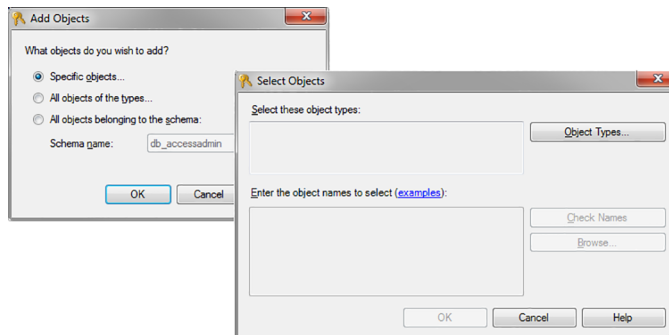 Add Objects
What objects do you wish to add?
Specific objects...
All objects of the types...
All objects belonging to the schema:
Schema name: db_accessadmin
OK Cancel
Select Objects
Select these object types:
Object Types...
Enter the object names to select (examples):
Check Names
Browse...
OK Cancel Help